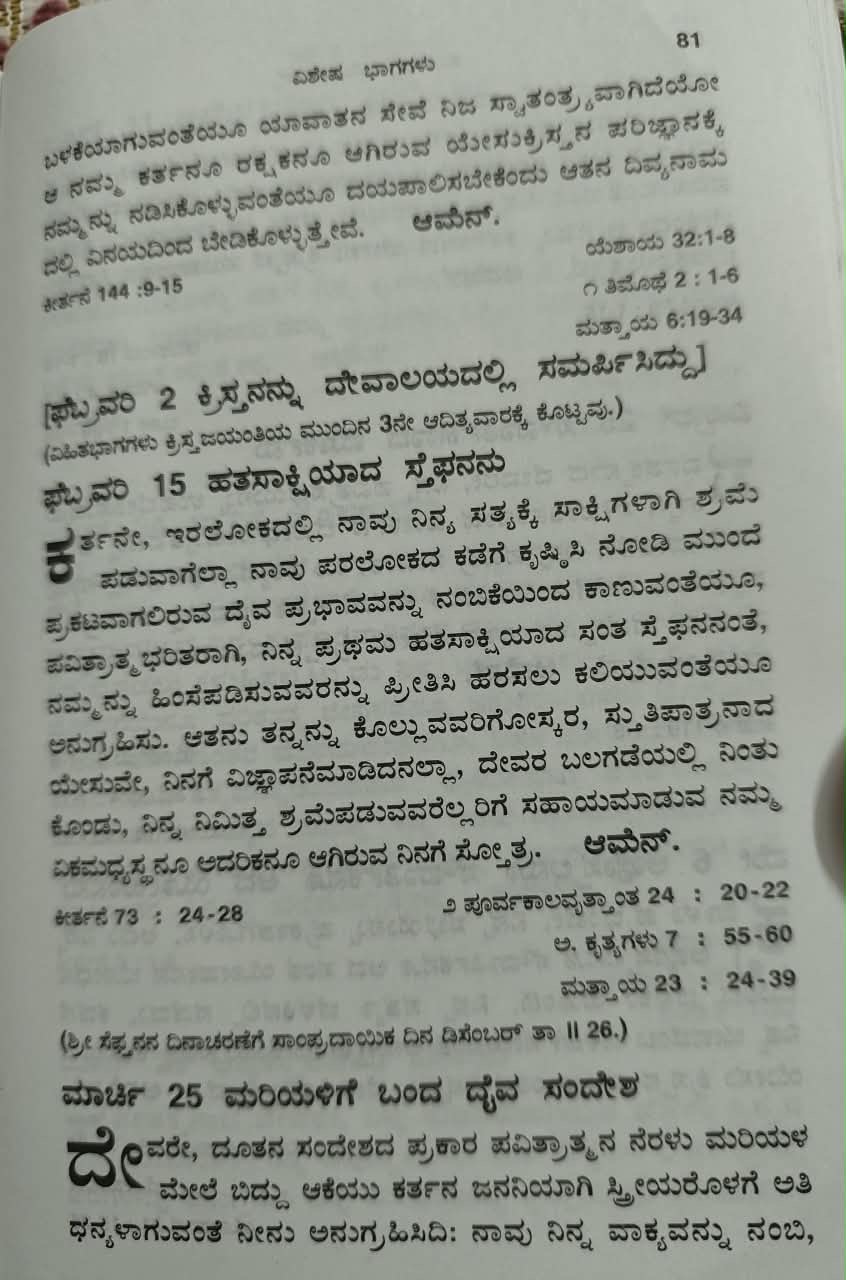 ವಿಶೇಷ ಭಾಗಗಳು 81
ಬಳಕೆಯಾಗುವಂತೆಯೂ ಯಾವಾತನ ಸೇವೆ ನಿಜ ಸ್ವಾತಂತ್ರ್ಯವಾಗಿದೆಯೋ
ಆ ನಮ್ಮ ಕರ್ತನೂ ರಕ್ಷಕನೂ ಆಗಿರುವ ಯೇಸುಕ್ರಿಸ್ತನ ಪರಿಜ್ಞಾನಕ್ಕೆ
ನಮ್ಮನ್ನು ನಡಿಸಿಕೊಳ್ಳುವಂತೆಯೂ ದಯಪಾಲಿಸಬೇಕೆಂದು ಆತನ ದಿವ್ಯನಾಮ
ದಲ್ಲಿ ವಿನಯದಿಂದ ಬೇಡಿಕೊಳ್ಳುತ್ತೇವೆ. ಆಮೆನ್.
ಯೆಶಾಯ 32:1-8
ಕೀರ್ತನೆ 144 :9-15 ೧ ತಿಮೊಥೆ 2 : 1-6
ಮತ್ತಾಯ 6:19-34
[ಫೆಬ್ರವರಿ 2 ಕ್ರಿಸ್ತನನ್ನು ದೇವಾಲಯದಲ್ಲಿ ಸಮರ್ಪಿಸಿದ್ದು]
(ವಿಹಿತಭಾಗಗಳು ಕ್ರಿಸ್ತಜಯಂತಿಯ ಮುಂದಿನ 3ನೇ ಆದಿತ್ಯವಾರಕ್ಕೆ ಕೊಟ್ಟವು.)
ಫೆಬ್ರವರಿ 15 ಹತಸಾಕ್ಷಿಯಾದ ಸ್ತೆಫನನು
ಕರ್ತನೇ, ಇರಲೋಕದಲ್ಲಿ ನಾವು ನಿನ್ನ ಸತ್ಯಕ್ಕೆ ಸಾಕ್ಷಿಗಳಾಗಿ ಶ್ರಮೆ
ಪಡುವಾಗೆಲ್ಲಾ ನಾವು ಪರಲೋಕದ ಕಡೆಗೆ ಕೃಷ್ಠಿಸಿ ನೋಡಿ ಮುಂದೆ
ಪ್ರಕಟವಾಗಲಿರುವ ದೈವ ಪ್ರಭಾವವನ್ನು ನಂಬಿಕೆಯಿಂದ ಕಾಣುವಂತೆಯೂ,
ಪವಿತ್ರಾತ್ಮಭರಿತರಾಗಿ, ನಿನ್ನ ಪ್ರಥಮ ಹತಸಾಕ್ಷಿಯಾದ ಸಂತ ಸ್ತೆಫನನಂತೆ,
ನಮ್ಮನ್ನು ಹಿಂಸೆಪಡಿಸುವವರನ್ನು ಪ್ರೀತಿಸಿ ಹರಸಲು ಕಲಿಯುವಂತೆಯೂ
ಅನುಗ್ರಹಿಸು. ಆತನು ತನ್ನನ್ನು ಕೊಲ್ಲುವವರಿಗೋಸ್ಕರ, ಸ್ತುತಿಪಾತ್ರನಾದ
ಯೇಸುವೇ, ನಿನಗೆ ವಿಜ್ಞಾಪನೆಮಾಡಿದನಲ್ಲಾ, ದೇವರ ಬಲಗಡೆಯಲ್ಲಿ ನಿಂತು
ಕೊಂಡು, ನಿನ್ನ ನಿಮಿತ್ತ ಶ್ರಮೆಪಡುವವರೆಲ್ಲರಿಗೆ ಸಹಾಯಮಾಡುವ ನಮ್ಮ
ಏಕಮಧ್ಯಸ್ಥನೂ ಅದರಿಕನೂ ಆಗಿರುವ ನಿನಗೆ ಸ್ತೋತ್ರ. ಆಮೆನ್.
ಕೀರ್ತನೆ 73 : 24-28 ೨ ಪೂರ್ವಕಾಲವೃತ್ತಾಂತ 24 : 20-22
ಅ. ಕೃತ್ಯಗಳು 7 : 55-60
ಮತ್ತಾಯ 23 : 24-39
(ಶ್ರೀ ಸೆಫ್ತನನ ದಿನಾಚರಣೆಗೆ ಸಾಂಪ್ರದಾಯಿಕ ದಿನ ಡಿಸೆಂಬರ್ ತಾ II 26.)
ಮಾರ್ಚಿ 25 ಮರಿಯಳಿಗೆ ಬಂದ ದೈವ ಸಂದೇಶ
ದೇವರೇ, ದೂತನ ಸಂದೇಶದ ಪ್ರಕಾರ ಪವಿತ್ರಾತ್ಮನ ನೆರಳು ಮರಿಯಳ
ಮೇಲೆ ಬಿದ್ದು ಆಕೆಯು ಕರ್ತನ ಜನನಿಯಾಗಿ ಸ್ತ್ರೀಯರೊಳಗೆ ಅತಿ
ಧನ್ಯಳಾಗುವಂತೆ ನೀನು ಅನುಗ್ರಹಿಸಿದಿ: ನಾವು ನಿನ್ನ ವಾಕ್ಯವನ್ನು ನಂಬಿ,